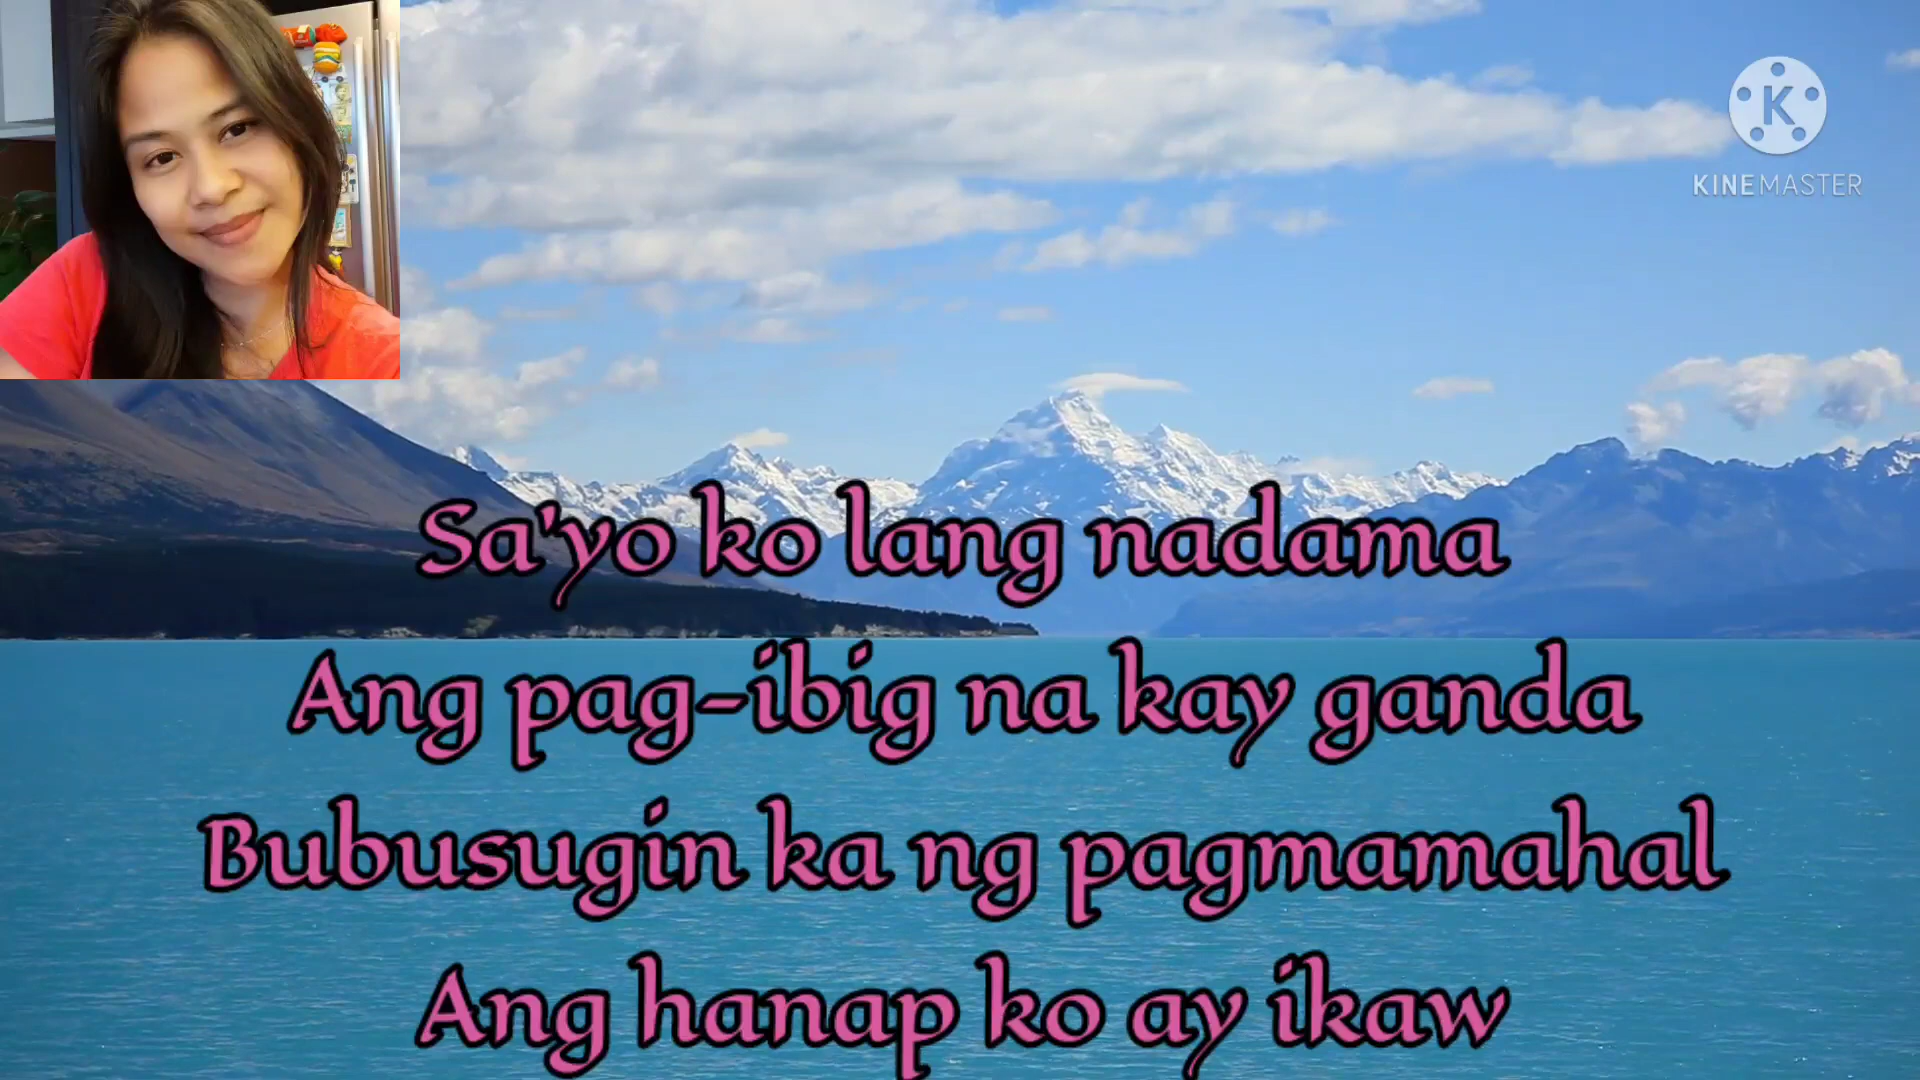 KINEMASTER
Sa'yo ko lang nadama
Ang pag-ibig na kay ganda
Bubusugin ka ng pagmamahal
Ang hanap ko ay ikaw